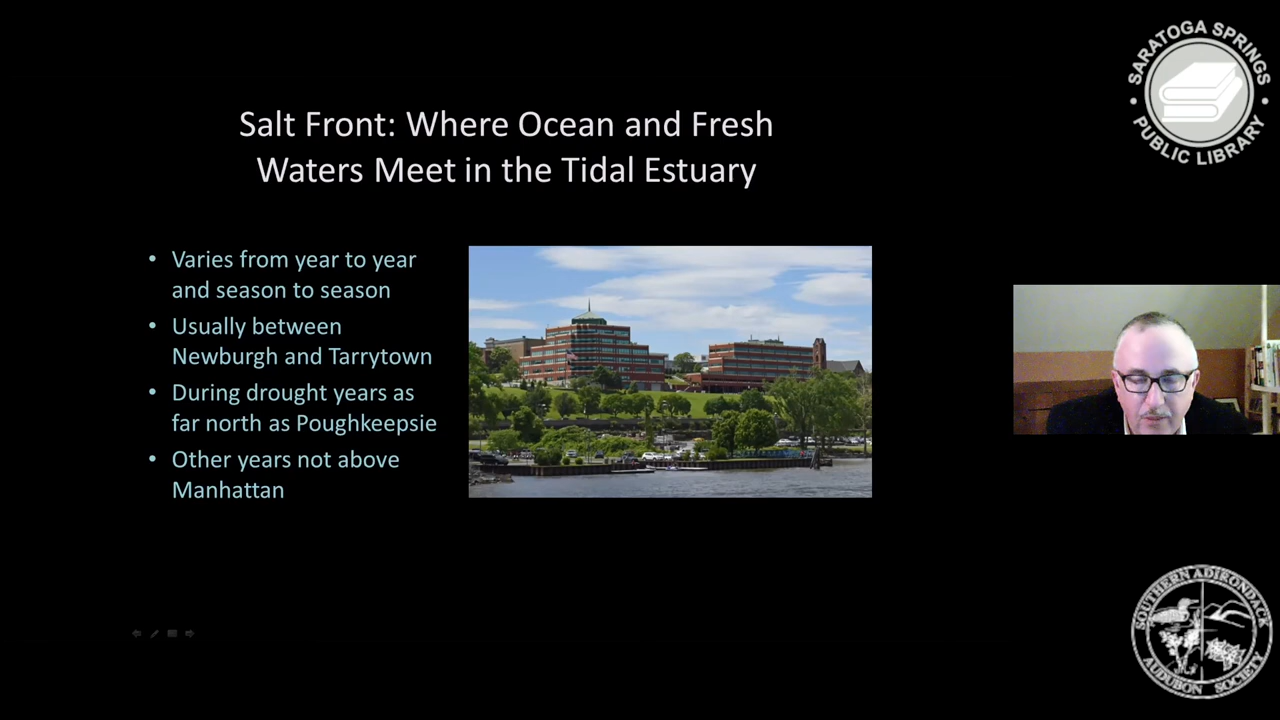 SARATOGA SPRINGS
PUBLIC LIBRARY
Salt Front: Where Ocean and Fresh
Waters Meet in the Tidal Estuary
• Varies from year to year
and season to season
• Usually between
Newburgh and Tarrytown
• During drought years as
far north as Poughkeepsie
• Other years not above
Manhattan
SOUTHERN ADIRONDACK
AUDUBON SOCIETY